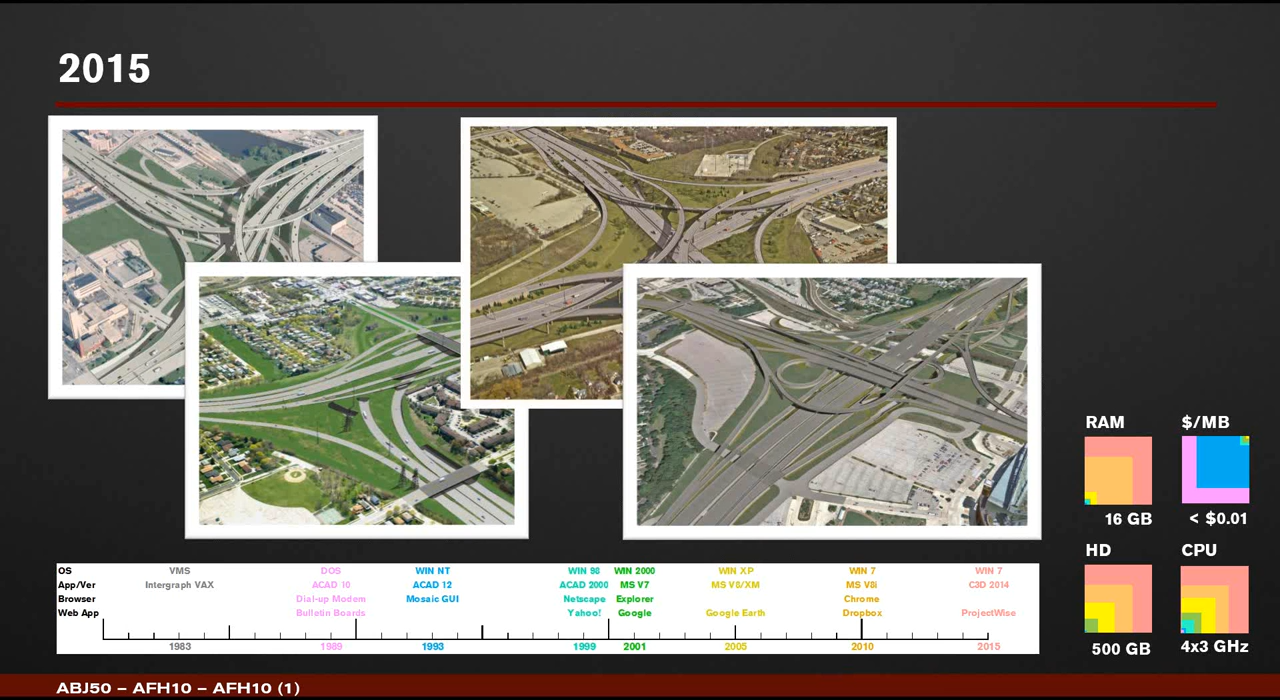 2015
RAM $/MB
16 GB < $0.01
HD CPU
500 GB 4x3 GHz
OS VMS DOS WIN NT WIN 98 WIN 2000 WIN XP WIN 7 WIN 7
App/Ver Intergraph VAX ACAD 10 ACAD 12 ACAD 2000 MS V7 MS V8/XM MS V8i C3D 2014
Browser Dial-up Modem Mosaic GUI Netscape Explorer Chrome
Web App Bulletin Boards Yahoo! Google Google Earth Dropbox ProjectWise
1983 1989 1993 1999 2001 2005 2010 2015
ABJ50 – AFH10 – AFH10 (1)